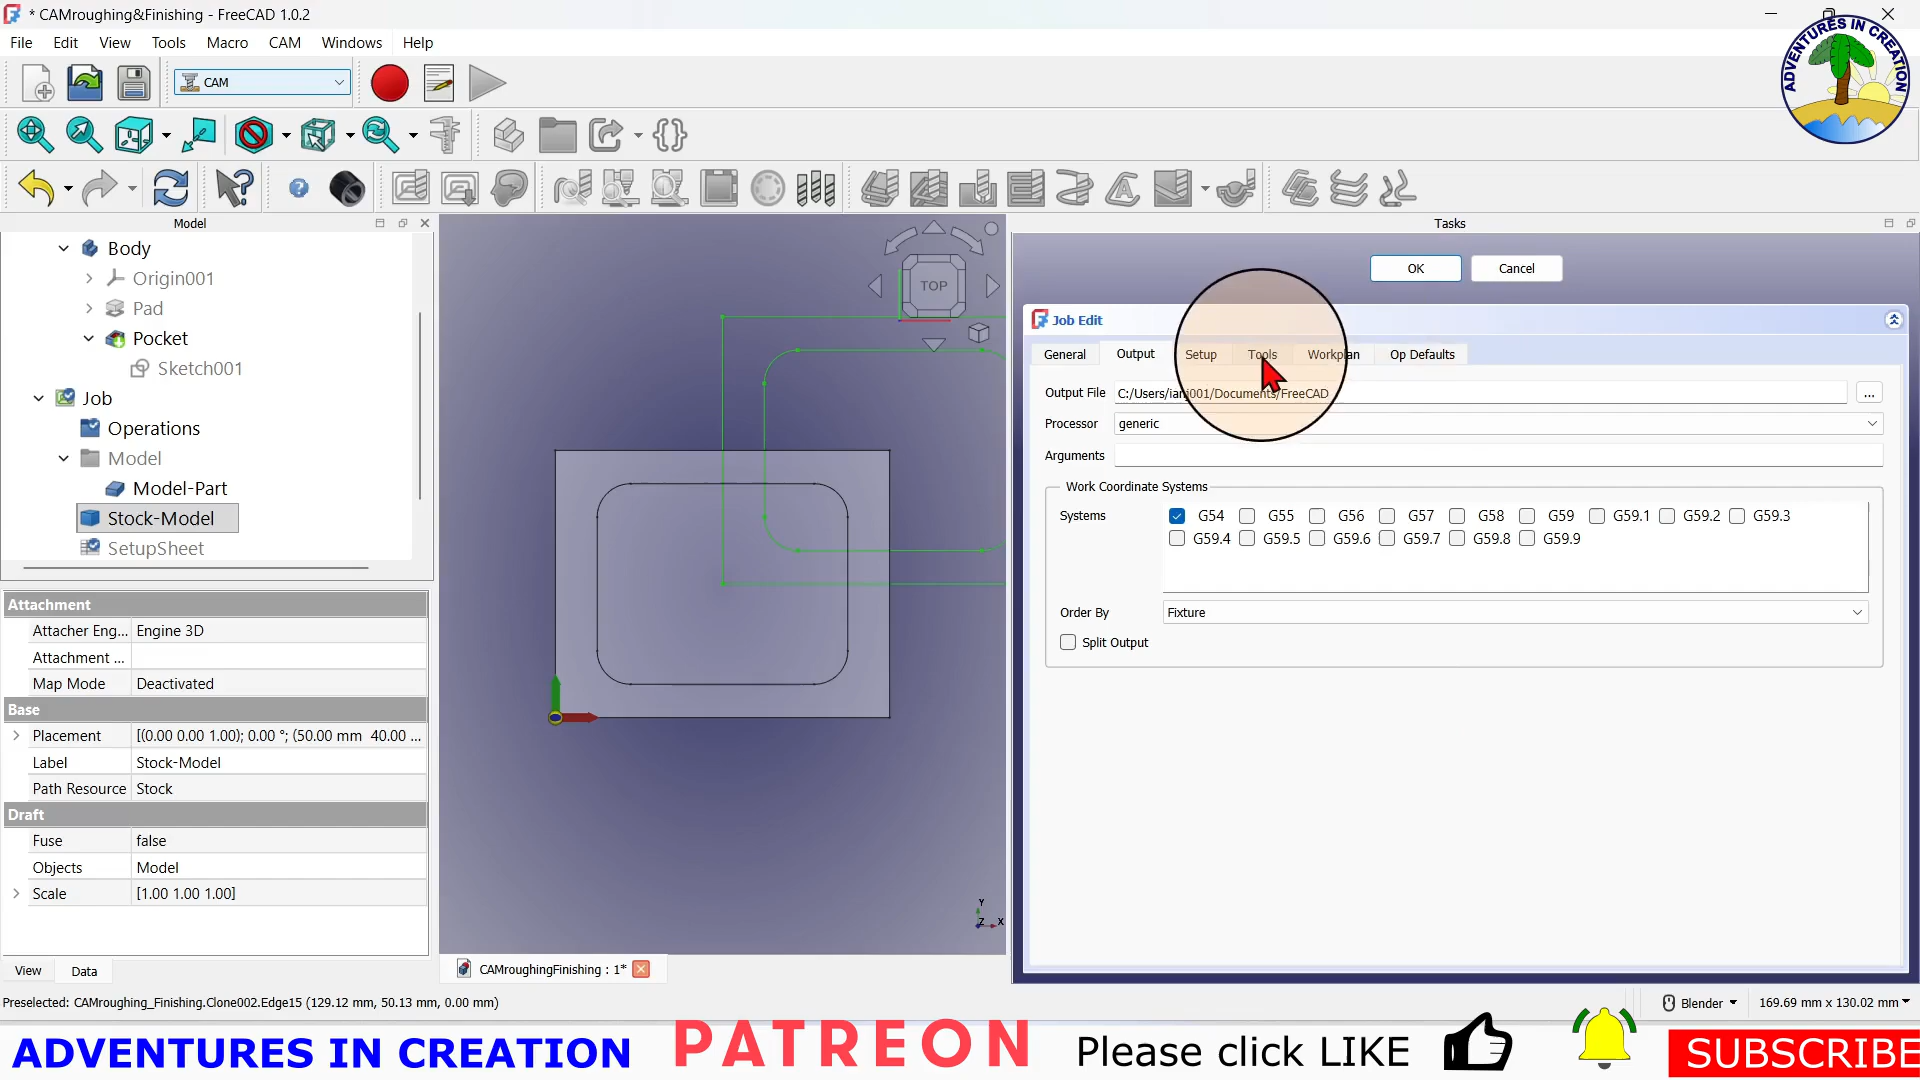 * CAMroughing&Finishing - FreeCAD 1.0.2
File Edit View Tools Macro CAM Windows Help
ADVENTURES IN CREATION
CAM
Model
Tasks
Body
Origin001
Pad
Pocket
Sketch001
Job
Operations
Model
Model-Part
Stock-Model
SetupSheet
Attachment
Attacher Eng... Engine 3D
Attachment ...
Map Mode Deactivated
Base
Placement [(0.00 0.00 1.00); 0.00 °; (50.00 mm 40.00 ...
Label Stock-Model
Path Resource Stock
Draft
Fuse false
Objects Model
Scale [1.00 1.00 1.00]
View Data
TOP
Y
Z X
CAMroughingFinishing : 1*
OK Cancel
Job Edit
General Output Setup Tools Workplan Op Defaults
Output File C:/Users/ianj001/Documents/FreeCAD ...
Processor generic
Arguments
Work Coordinate Systems
Systems G54 G55 G56 G57 G58 G59 G59.1 G59.2 G59.3
G59.4 G59.5 G59.6 G59.7 G59.8 G59.9
Order By Fixture
Split Output
Preselected: CAMroughing_Finishing.Clone002.Edge15 (129.12 mm, 50.13 mm, 0.00 mm)
Blender 169.69 mm x 130.02 mm
ADVENTURES IN CREATION PATREON Please click LIKE SUBSCRIBE